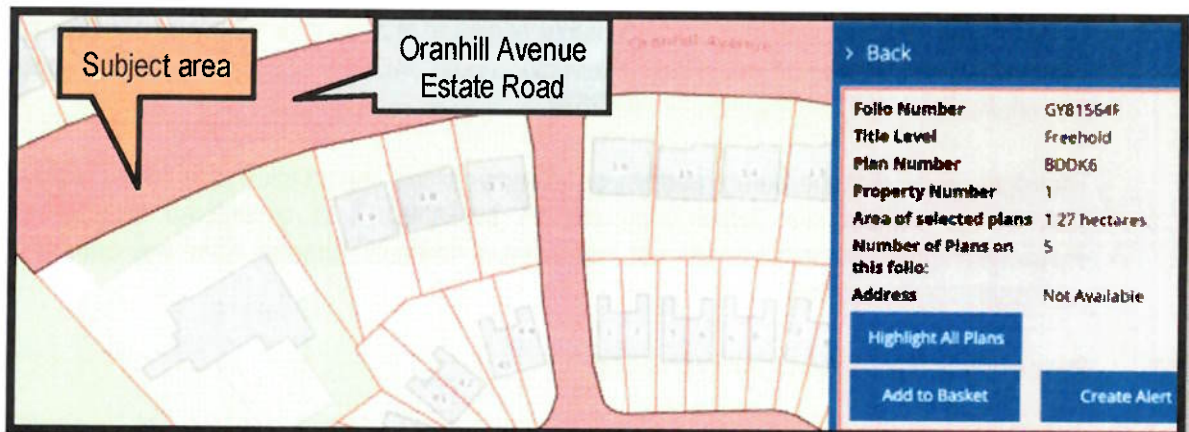 Subject area
Oranhill Avenue
Estate Road
Oranhill Avenue
> Back
Folio Number GY81564F
Title Level Freehold
Plan Number BDDK6
Property Number 1
Area of selected plans 1.27 hectares
Number of Plans on 5
this folio:
Address Not Available
Highlight All Plans
Add to Basket
Create Alert